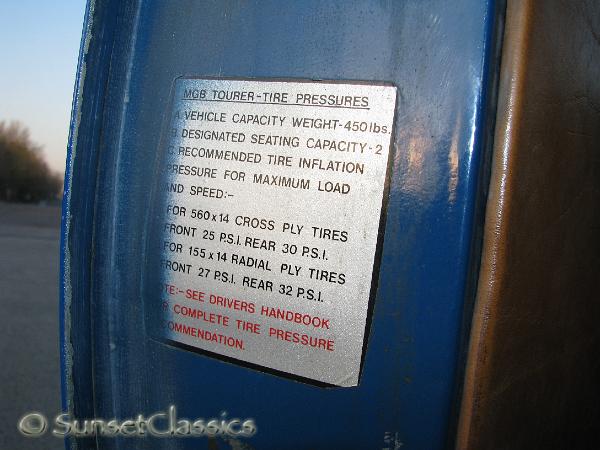 MGB TOURER-TIRE PRESSURES
A. VEHICLE CAPACITY WEIGHT-450lbs.
B. DESIGNATED SEATING CAPACITY-2
C. RECOMMENDED TIRE INFLATION
PRESSURE FOR MAXIMUM LOAD
AND SPEED:-
FOR 560x14 CROSS PLY TIRES
FRONT 25 P.S.I. REAR 30 P.S.I.
FOR 155x14 RADIAL PLY TIRES
FRONT 27 P.S.I. REAR 32 P.S.I.
OTE:-SEE DRIVERS HANDBOOK
R COMPLETE TIRE PRESSURE
COMMENDATION.
© SunsetClassics